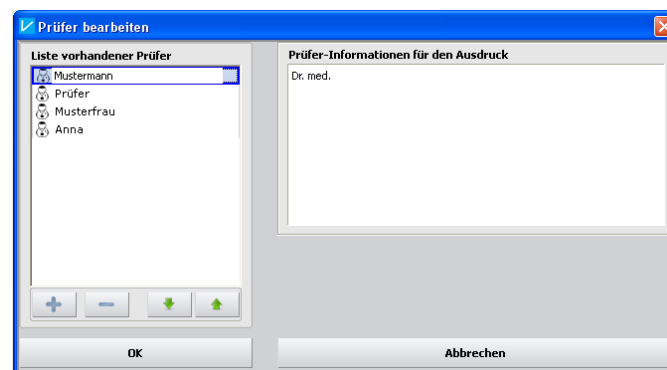 Prüfer bearbeiten
Liste vorhandener Prüfer
Mustermann
Prüfer
Musterfrau
Anna
Prüfer-Informationen für den Ausdruck
Dr. med.
OK
Abbrechen